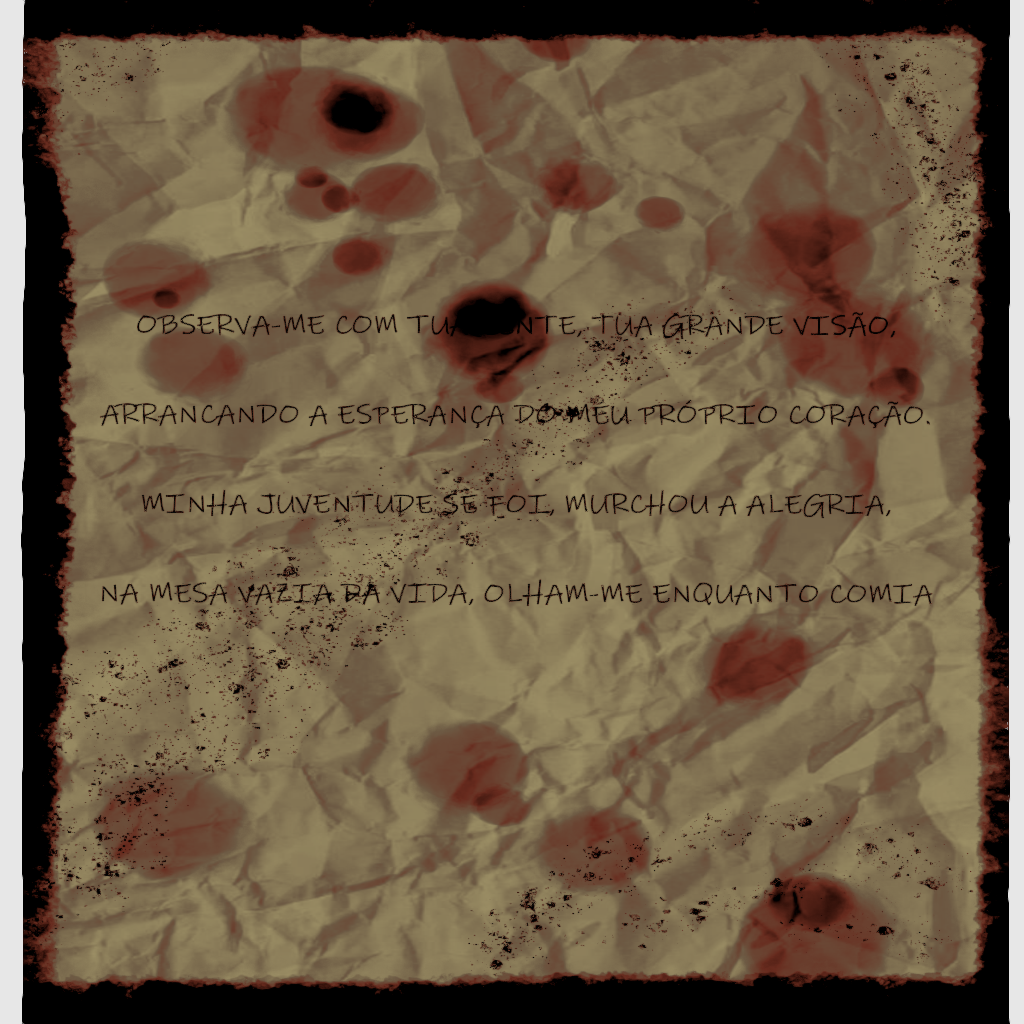 OBSERVA-ME COM TUA TUA GRANDE VISÃO,
ARRANCANDO A ESPERANÇA DO MEU PRÓPRIO CORAÇÃO.
MINHA JUVENTUDE SE FOI, MURCHOU A ALEGRIA,
NA MESA VAZIA DA VIDA, OLHAM-ME ENQUANTO COMIA